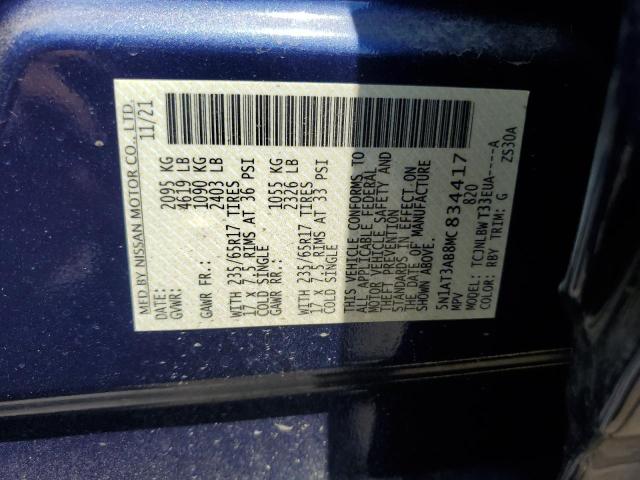 MFD BY NISSAN MOTOR CO., LTD.
DATE: 11/21
GVWR: 2095 KG
4619 LB
GAWR FR.: 1090 KG
2403 LB
WITH 235/65R17 TIRES
17 X 7.5 RIMS AT 36 PSI
COLD SINGLE
GAWR RR.: 1055 KG
2326 LB
WITH 235/65R17 TIRES
17 X 7.5 RIMS AT 33 PSI
COLD SINGLE
THIS VEHICLE CONFORMS TO
ALL APPLICABLE FEDERAL
MOTOR VEHICLE SAFETY AND
THEFT PREVENTION
STANDARDS IN EFFECT ON
THE DATE OF MANUFACTURE
SHOWN ABOVE.
5N1AT3AB8MC 834417
MPV 820
MODEL: TCJNLBW T33EUA----A
COLOR: RBY TRIM: G ZS30A